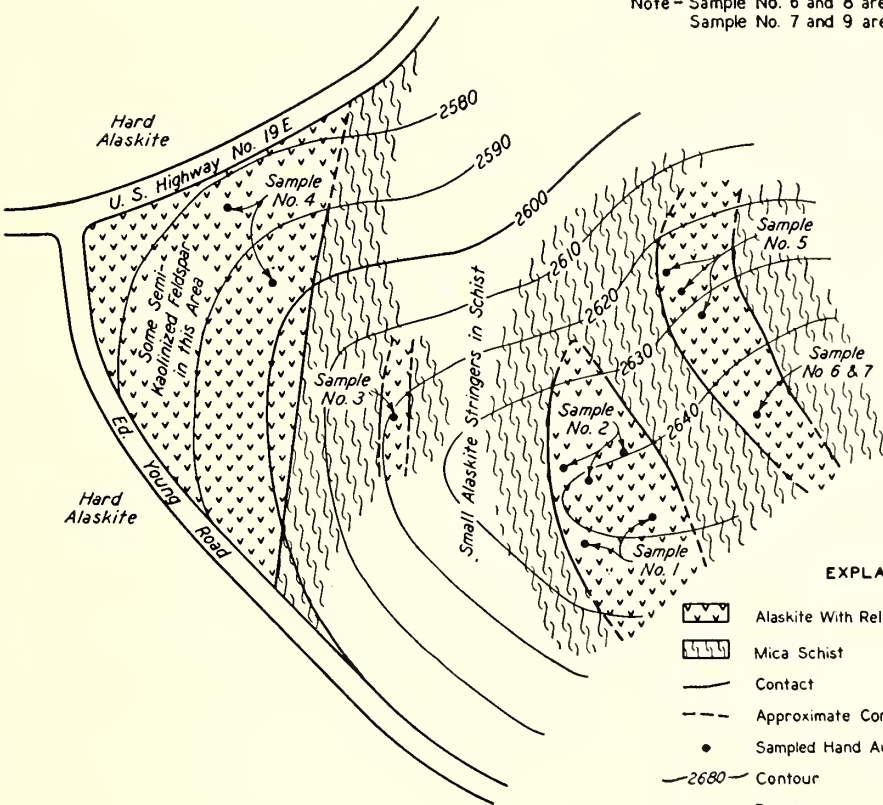 Note - Sample No. 6 and 8 are
Sample No. 7 and 9 are
Hard
Alaskite
U. S. Highway No. 19 E
2580
2590
2600
2610
2620
2630
2640
Sample
No. 4
Some Semi-
Kaolinized Feldspar
in this Area
Sample
No. 3
Small Alaskite Stringers in Schist
Sample
No. 5
Sample
No 6 & 7
Sample
No. 2
Sample
No. 1
Ed. Young Road
Hard
Alaskite
EXPLA
Alaskite With Rel
Mica Schist
Contact
Approximate Con
Sampled Hand Au
2680 Contour